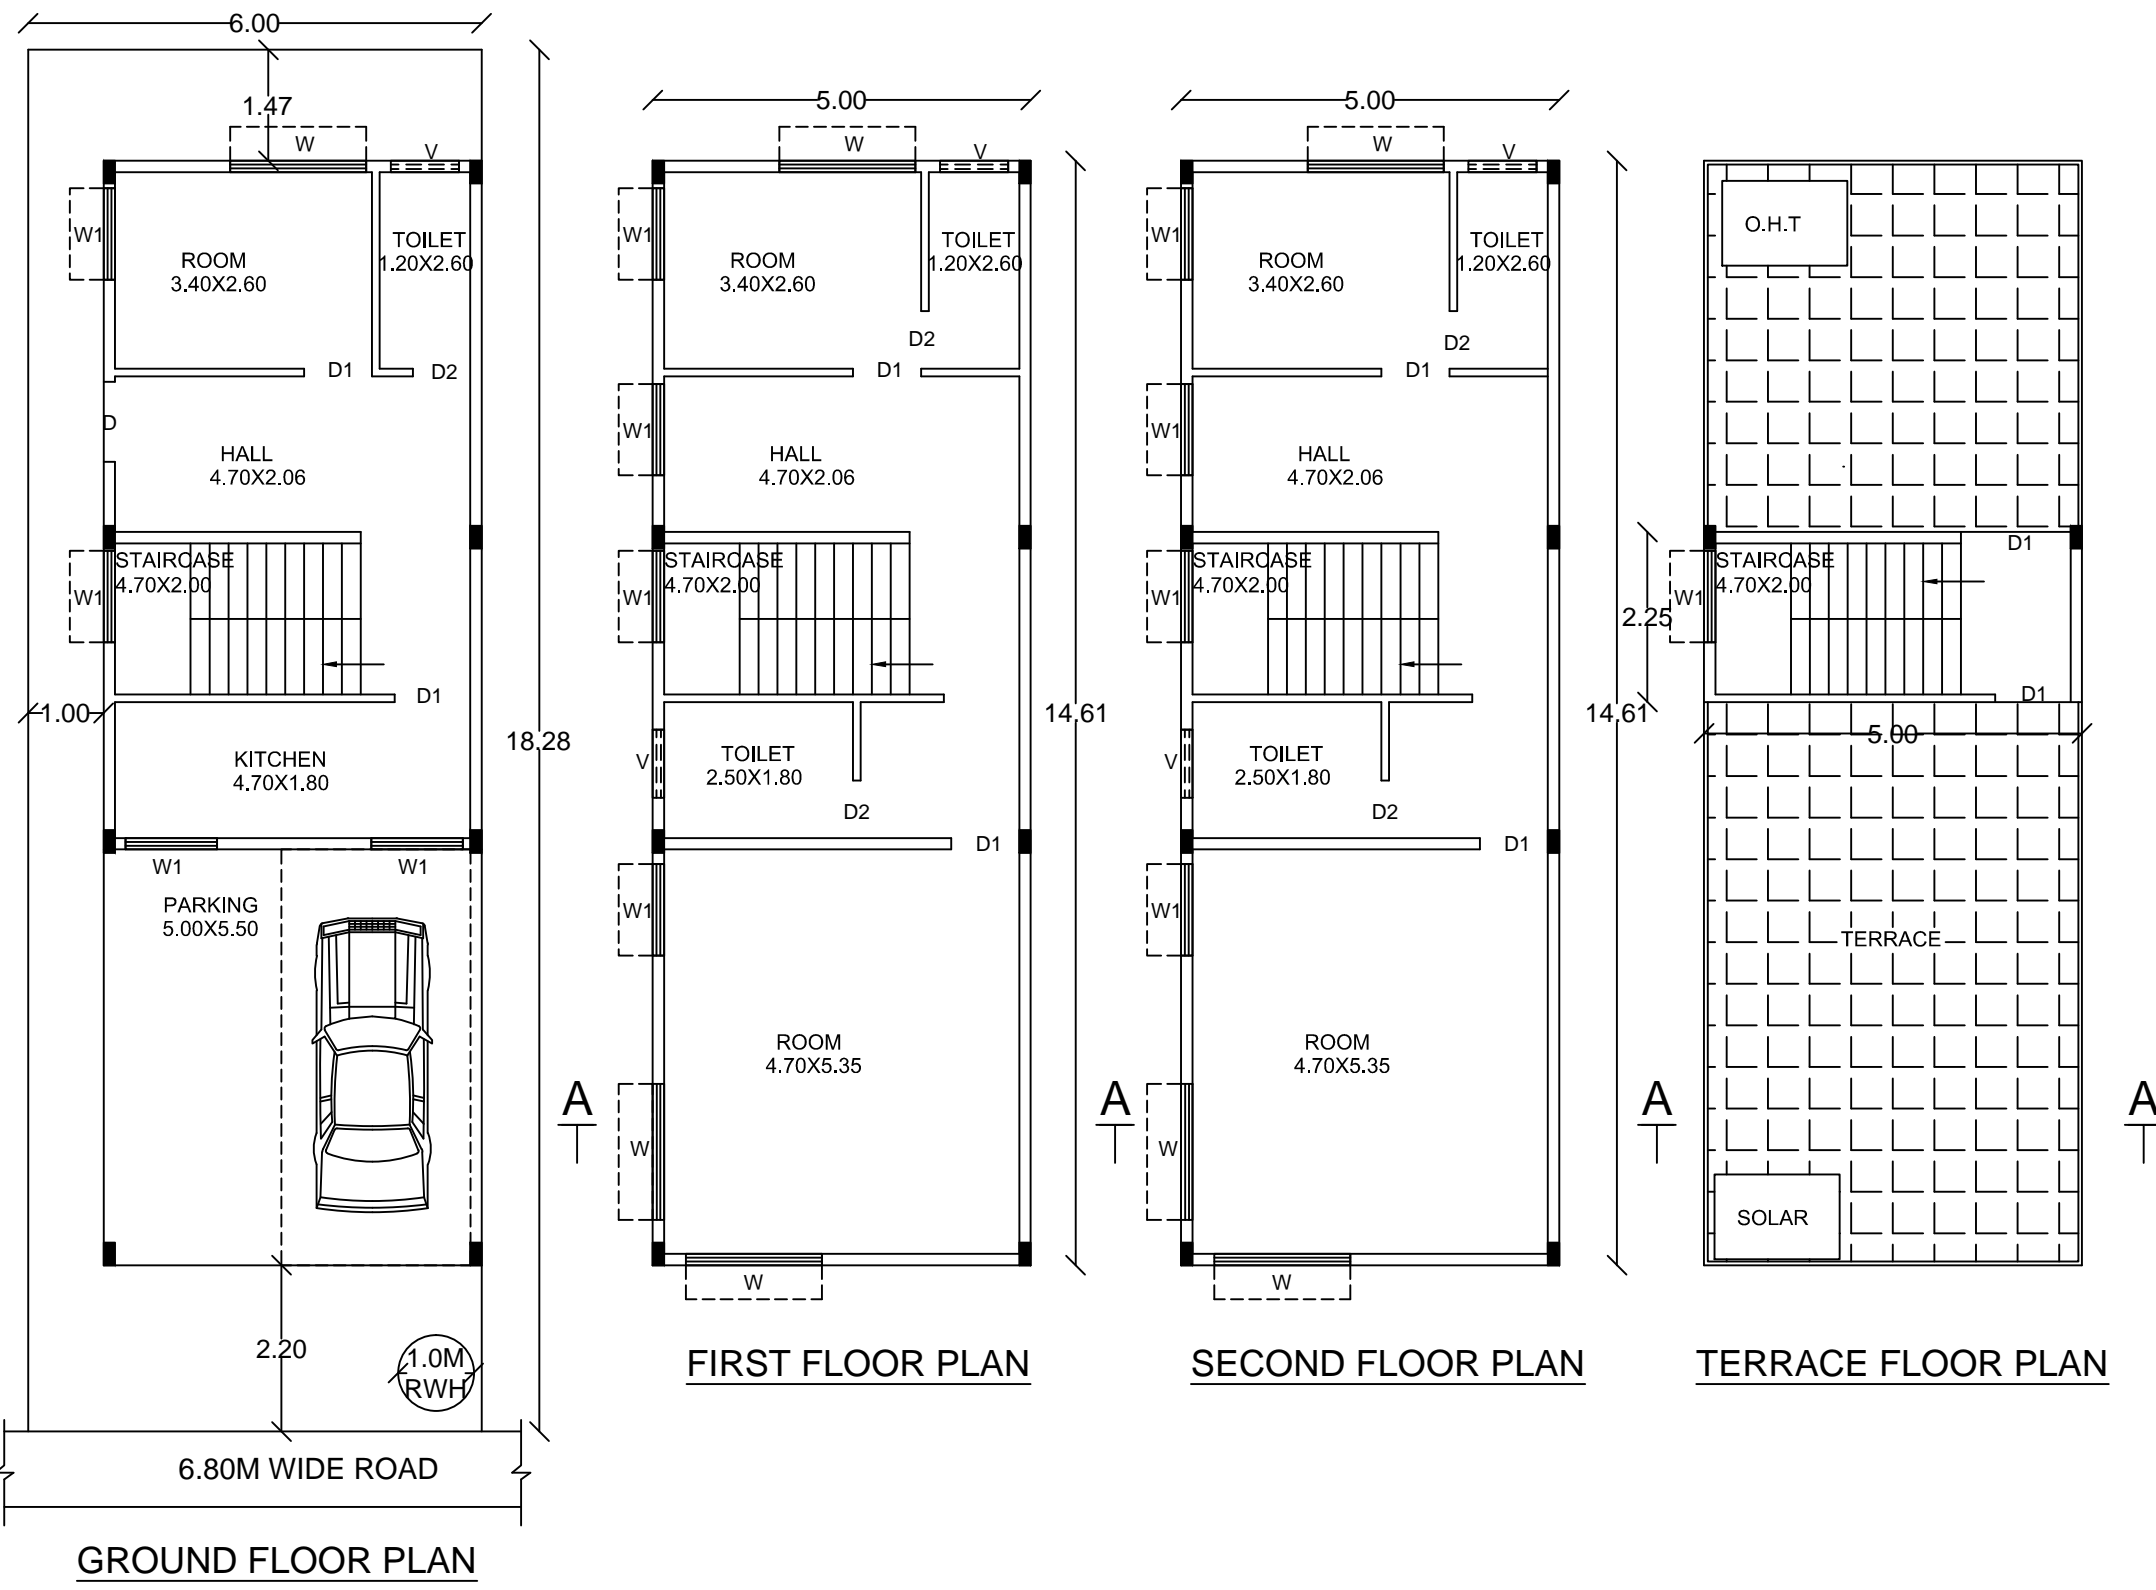 6.00
1.47
W
V
W1
ROOM
3.40X2.60
TOILET
1.20X2.60
D1
D2
D
HALL
4.70X2.06
STAIRCASE
4.70X2.00
W1
D1
1.00
18.28
KITCHEN
4.70X1.80
W1
W1
PARKING
5.00X5.50
2.20
1.0M
RWH
6.80M WIDE ROAD
GROUND FLOOR PLAN
5.00
W
V
W1
ROOM
3.40X2.60
TOILET
1.20X2.60
D2
D1
W1
HALL
4.70X2.06
STAIRCASE
4.70X2.00
W1
14.61
V
TOILET
2.50X1.80
D2
D1
W1
ROOM
4.70X5.35
A
A
W
W
FIRST FLOOR PLAN
5.00
W
V
W1
ROOM
3.40X2.60
TOILET
1.20X2.60
D2
D1
W1
HALL
4.70X2.06
STAIRCASE
4.70X2.00
W1
14.61
V
TOILET
2.50X1.80
D2
D1
W1
ROOM
4.70X5.35
A
W
W
SECOND FLOOR PLAN
O.H.T
D1
STAIRCASE
4.70X2.00
W1
2.25
D1
5.00
TERRACE
A
SOLAR
TERRACE FLOOR PLAN